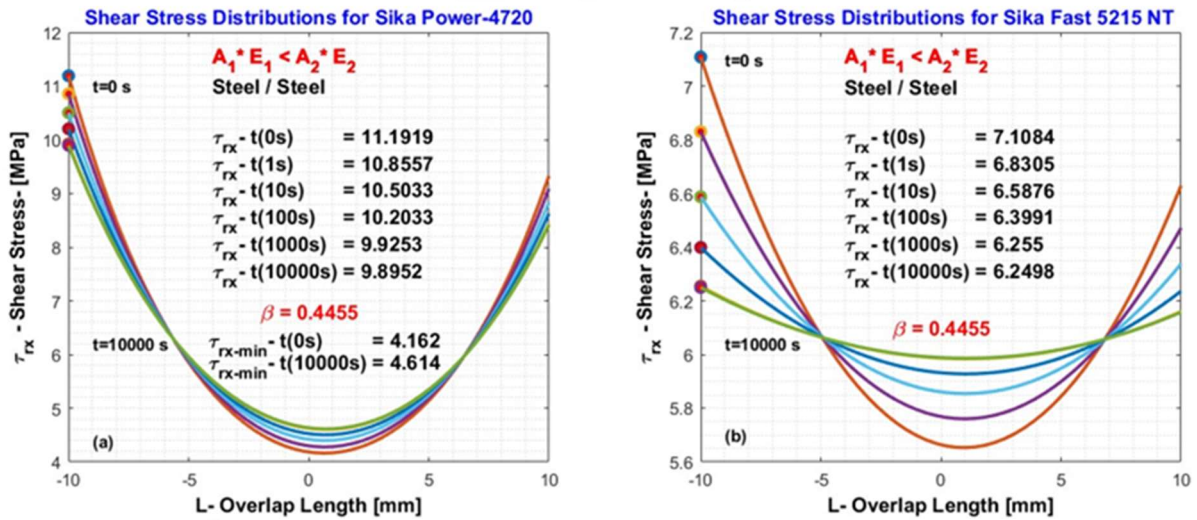 Shear Stress Distributions for Sika Power-4720
A₁* E₁ < A₂* E₂
Steel / Steel
t=0 s
τrx - t(0s) = 11.1919
τrx - t(1s) = 10.8557
τrx - t(10s) = 10.5033
τrx - t(100s) = 10.2033
τrx - t(1000s) = 9.9253
τrx - t(10000s) = 9.8952
β = 0.4455
t=10000 s
τrx-min - t(0s) = 4.162
τrx-min - t(10000s) = 4.614
(a)
12
11
10
9
8
7
6
5
4
τrx - Shear Stress- [MPa]
-10 -5 0 5 10
L- Overlap Length [mm]
Shear Stress Distributions for Sika Fast 5215 NT
A₁* E₁ < A₂* E₂
Steel / Steel
t=0 s
τrx - t(0s) = 7.1084
τrx - t(1s) = 6.8305
τrx - t(10s) = 6.5876
τrx - t(100s) = 6.3991
τrx - t(1000s) = 6.255
τrx - t(10000s) = 6.2498
β = 0.4455
t=10000 s
(b)
7.2
7
6.8
6.6
6.4
6.2
6
5.8
5.6
τrx - Shear Stress- [MPa]
-10 -5 0 5 10
L- Overlap Length [mm]